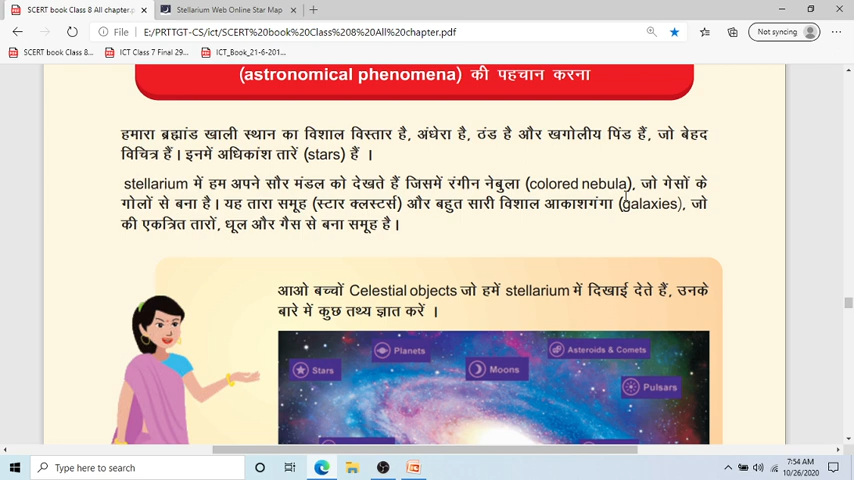 SCERT book Class 8 All chapter.p
Stellarium Web Online Star Map
File
E:/PRTTGT-CS/ict/SCERT%20book%20Class%208%20All%20chapter.pdf
Not syncing
SCERT book Class 8...
ICT Class 7 Final 29...
ICT_Book_21-6-201...
(astronomical phenomena) की पहचान करना
हमारा ब्रह्मांड खाली स्थान का विशाल विस्तार है, अंधेरा है, ठंड है और खगोलीय पिंड हैं, जो बेहद
विचित्र हैं। इनमें अधिकांश तारें (stars) हैं ।
stellarium में हम अपने सौर मंडल को देखते हैं जिसमें रंगीन नेबुला (colored nebula), जो गेसों के
गोलों से बना है। यह तारा समूह (स्टार क्लस्टर्स) और बहुत सारी विशाल आकाशगंगा (galaxies), जो
की एकत्रित तारों, धूल और गैस से बना समूह है।
आओ बच्चों Celestial objects जो हमें stellarium में दिखाई देते हैं, उनके
बारे में कुछ तथ्य ज्ञात करें ।
Planets
Asteroids & Comets
Stars
Moons
Pulsars
Type here to search
7:54 AM
10/26/2020